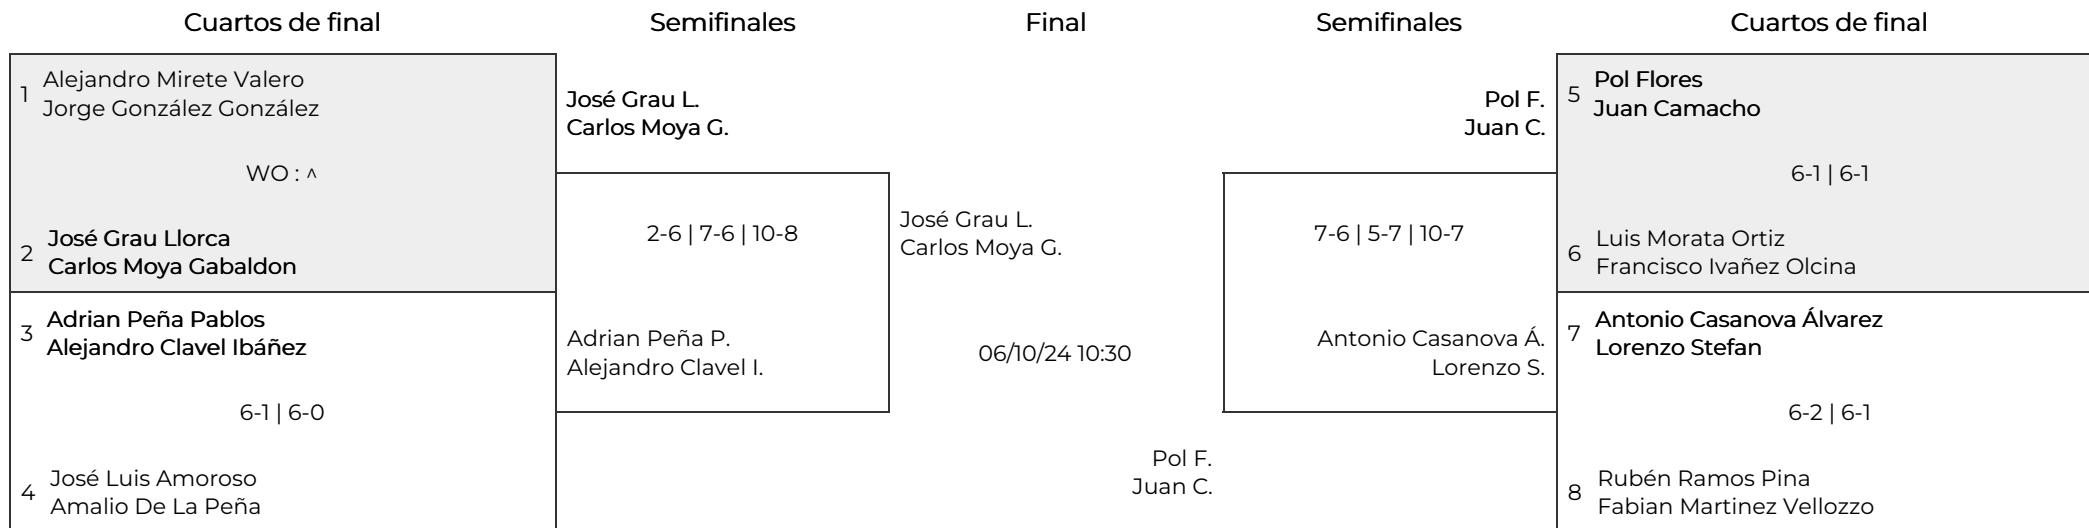 Cuartos de final
Semifinales
Final
Semifinales
Cuartos de final
1
Alejandro Mirete Valero
Jorge González González
WO : ^
2
José Grau Llorca
Carlos Moya Gabaldon
3
Adrian Peña Pablos
Alejandro Clavel Ibáñez
6-1 | 6-0
4
José Luis Amoroso
Amalio De La Peña
José Grau L.
Carlos Moya G.
2-6 | 7-6 | 10-8
Adrian Peña P.
Alejandro Clavel I.
José Grau L.
Carlos Moya G.
06/10/24 10:30
Pol F.
Juan C.
Pol F.
Juan C.
7-6 | 5-7 | 10-7
Antonio Casanova Á.
Lorenzo S.
5
Pol Flores
Juan Camacho
6-1 | 6-1
6
Luis Morata Ortiz
Francisco Ivañez Olcina
7
Antonio Casanova Álvarez
Lorenzo Stefan
6-2 | 6-1
8
Rubén Ramos Pina
Fabian Martinez Vellozzo